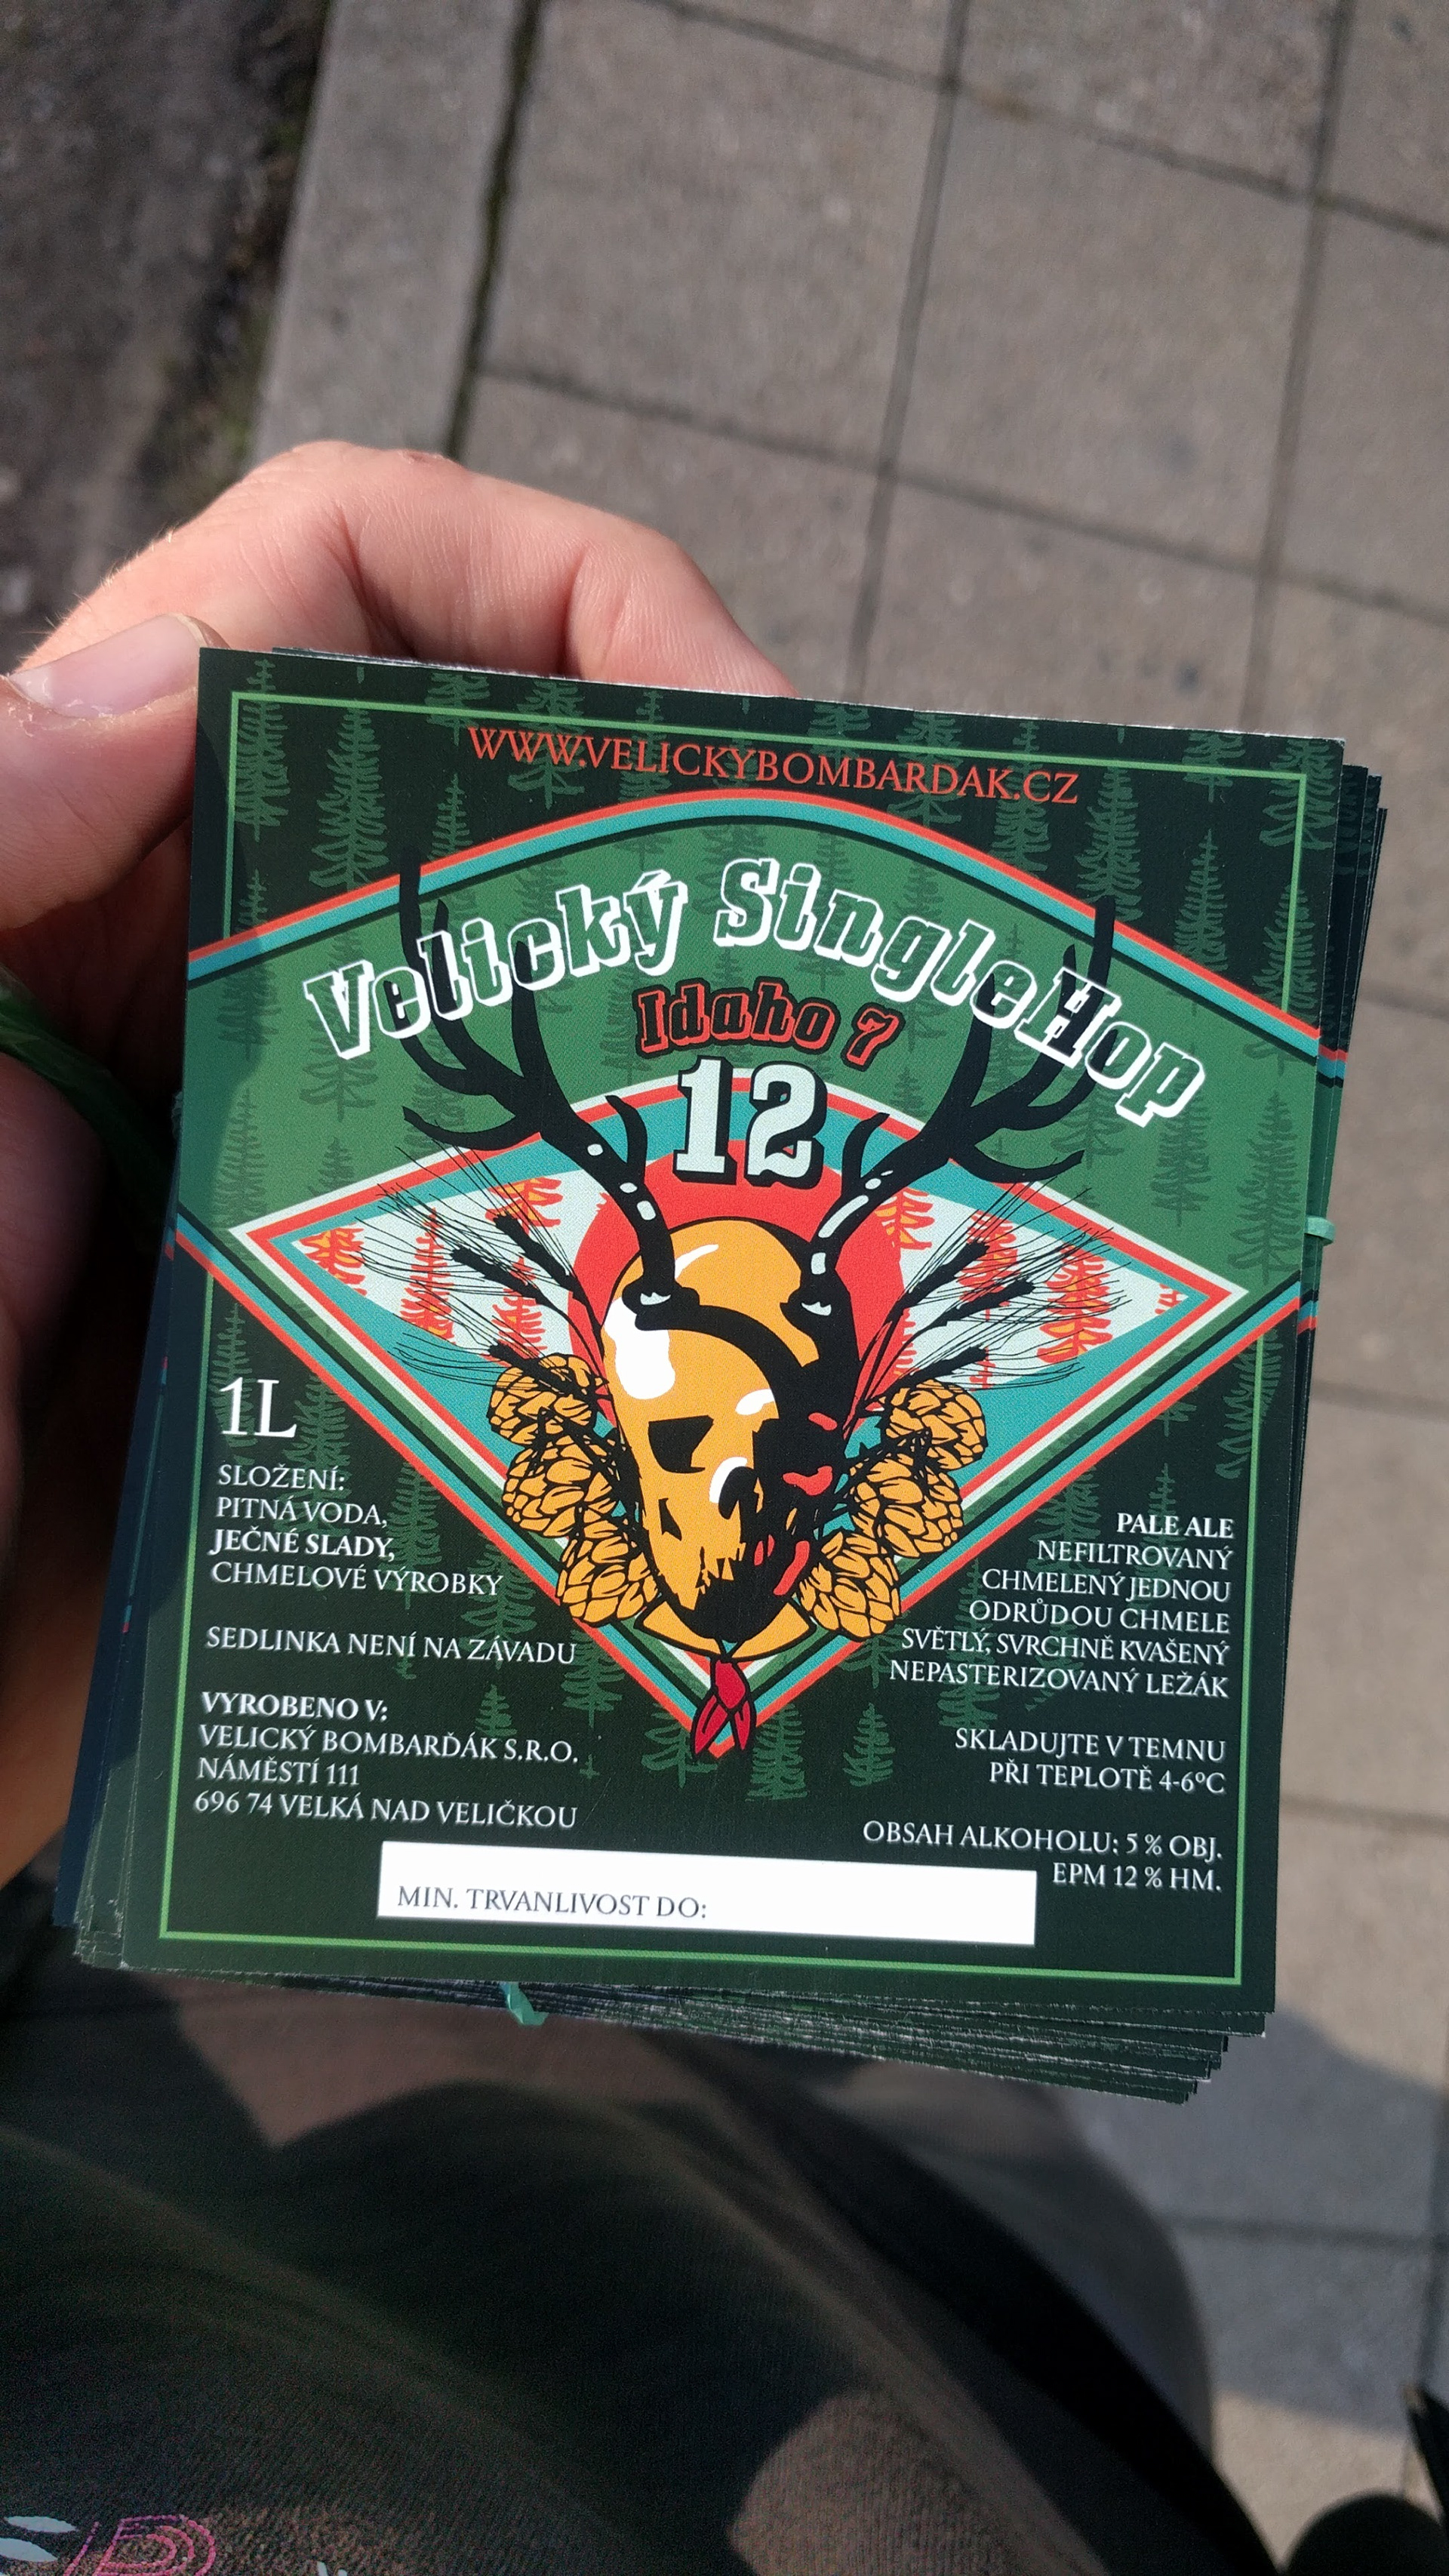 WWW.VELICKYBOMBARDAK.CZ
Velický SingleHop
Idaho 7
12
1L
SLOŽENÍ:
PITNÁ VODA,
JEČNÉ SLADY,
CHMELOVÉ VÝROBKY
SEDLINKA NENÍ NA ZÁVADU
VYROBENO V:
VELICKÝ BOMBARĎÁK S.R.O.
NÁMĚSTÍ 111
696 74 VELKÁ NAD VELIČKOU
PALE ALE
NEFILTROVANÝ
CHMELENÝ JEDNOU
ODRŮDOU CHMELE
SVĚTLÝ, SVRCHNĚ KVAŠENÝ
NEPASTERIZOVANÝ LEŽÁK
SKLADUJTE V TEMNU
PŘI TEPLOTĚ 4-6°C
OBSAH ALKOHOLU: 5 % OBJ.
EPM 12 % HM.
MIN. TRVANLIVOST DO: